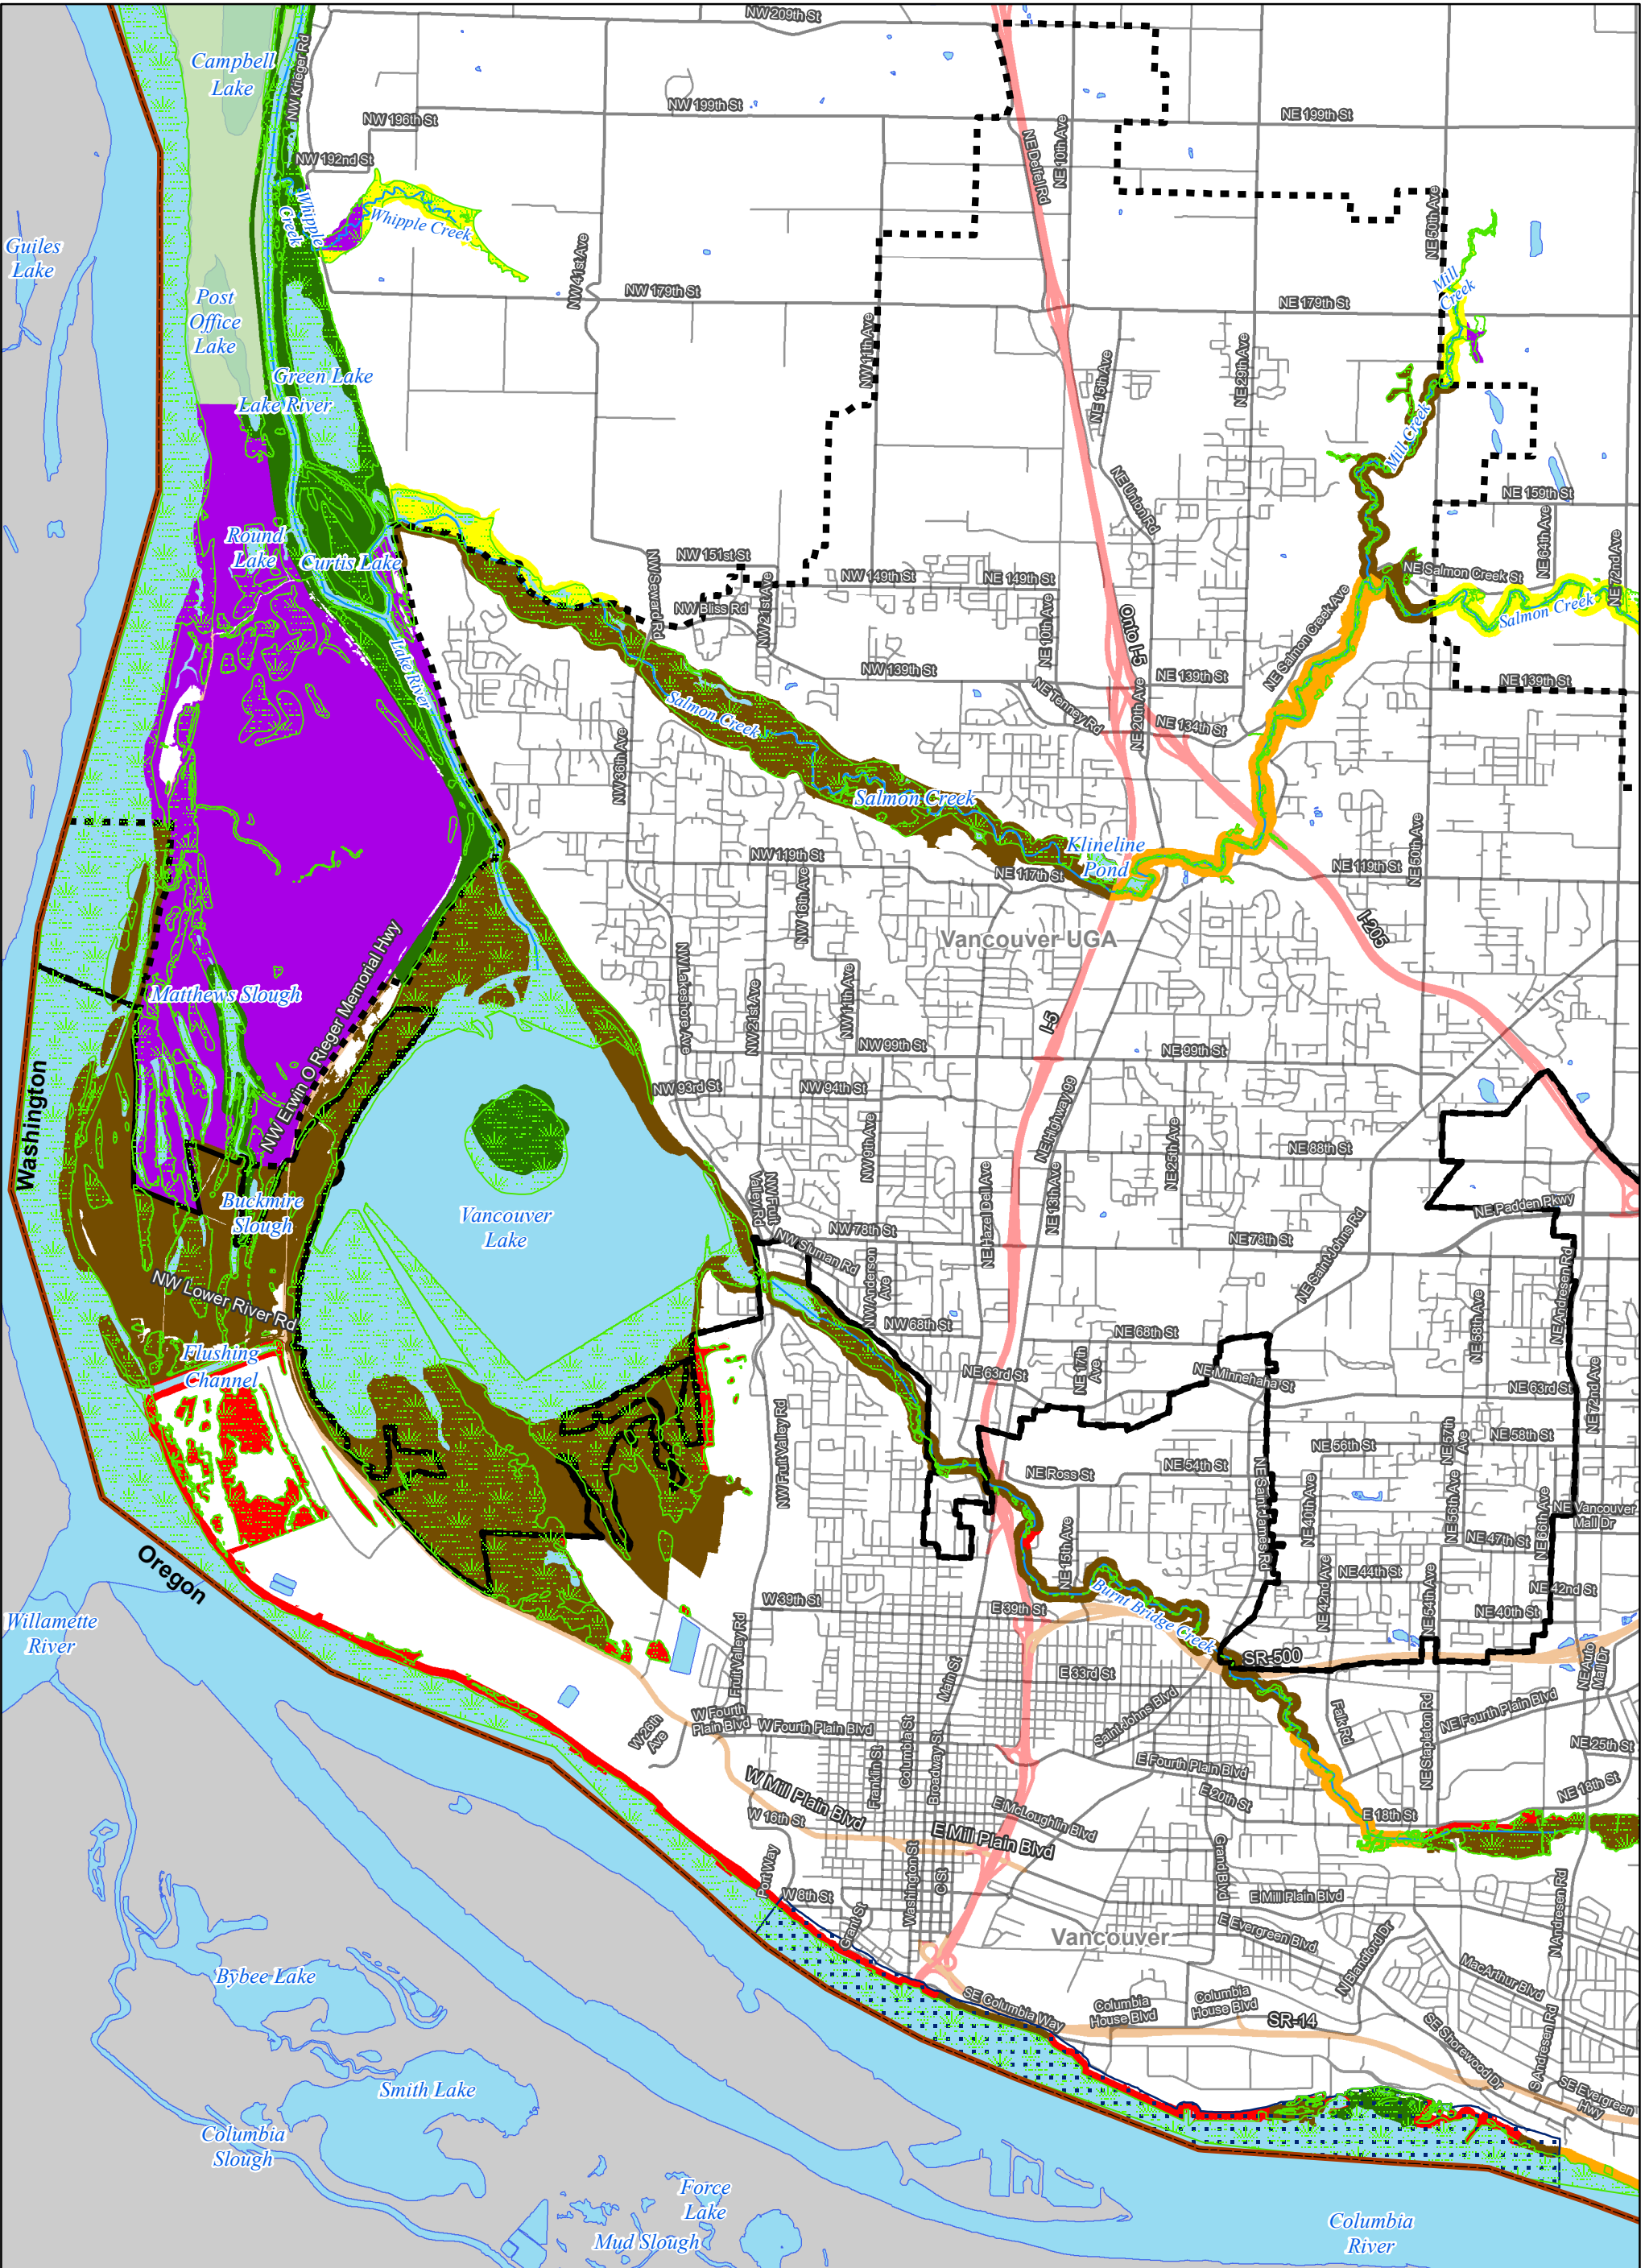 NW 209th St
Campbell
Lake
NW Krieger Rd
NW 199th St
NW 196th St
NE 199th St
NE Delfel Rd
NE 10th Ave
NW 192nd St
Whipple
Creek
Whipple Creek
NE 50th Ave
Guiles
Lake
NW 41st Ave
Mill
Creek
Post
Office
Lake
NW 179th St
NE 179th St
NW 11th Ave
NE 15th Ave
NE 29th Ave
Green Lake
Lake River
Mill Creek
NE Union Rd
NE 159th St
NE 64th Ave
NE 72nd Ave
Round
Lake
Curtis Lake
NW Seward Rd
NW 151st St
NW 149th St
NE 149th St
NE Salmon Creek St
NW Bliss Rd
NW 21st Ave
NE 10th Ave
Onto I-5
NE Salmon Creek Ave
Salmon Creek
Lake River
NW 139th St
NE 139th St
NE 139th St
Salmon Creek
NE Tenney Rd
NE 20th Ave
NE 134th St
NW 36th Ave
Salmon Creek
Klineline
Pond
NW 119th St
NE 117th St
NE 119th St
NE 50th Ave
NW 16th Ave
Vancouver UGA
I-205
NW Lakeshore Ave
NW 21st Ave
NW 11th Ave
Matthews Slough
NW Erwin O Rieger Memorial Hwy
I-5
NW 99th St
NE 99th St
NW 93rd St
NW 94th St
Washington
NE Highway 99
NW 9th Ave
NE 25th Ave
NE 88th St
Buckmire
Slough
Vancouver
Lake
NW Fruit
Valley Rd
NE Hazel Dell Ave
NE 13th Ave
NE Padden Pkwy
NW 78th St
NE 78th St
NW Sluman Rd
NW Anderson
Ave
NE Saint Johns Rd
NE Andresen Rd
NW Lower River Rd
NW 68th St
NE 68th St
NE 58th Ave
Flushing
Channel
NE 63rd St
NE 17th
Ave
NE Minnehaha St
NE 63rd St
NE 72nd Ave
NW Fruit Valley Rd
NE 56th St
NE 57th
Ave
NE 58th St
NE Ross St
NE 54th St
NE Saint James Rd
NE 40th Ave
NE 56th Ave
NE 66th Ave
NE Vancouver
Mall Dr
NE 47th St
NE 15th Ave
NE 44th St
NE 42nd St
Oregon
Burnt Bridge Creek
NE 42nd Ave
NE 54th Ave
NE 40th St
W 39th St
E 39th St
Willamette
River
Fruit Valley Rd
SR-500
Main St
E 33rd St
NE Auto
Mall Dr
Saint Johns Blvd
Falk Rd
NE Stapleton Rd
NE Fourth Plain Blvd
W 26th
Ave
W Fourth
Plain Blvd
W Fourth Plain Blvd
Franklin St
Columbia St
Broadway St
E Fourth Plain Blvd
NE 25th St
W Mill Plain Blvd
E 20th St
NE 18th St
W 16th St
E McLoughlin Blvd
E 18th St
E Mill Plain Blvd
Port Way
Washington St
C St
Grand Blvd
N Andresen Rd
W 8th St
E Mill Plain Blvd
Grant St
E Evergreen Blvd
Vancouver
N Blandford Dr
MacArthur Blvd
Bybee Lake
SE Columbia Way
Columbia
House Blvd
Columbia
House Blvd
SR-14
SE Shorewood Dr
S Andresen Rd
SE Evergreen
Hwy
Smith Lake
Columbia
Slough
Force
Lake
Mud Slough
Columbia
River